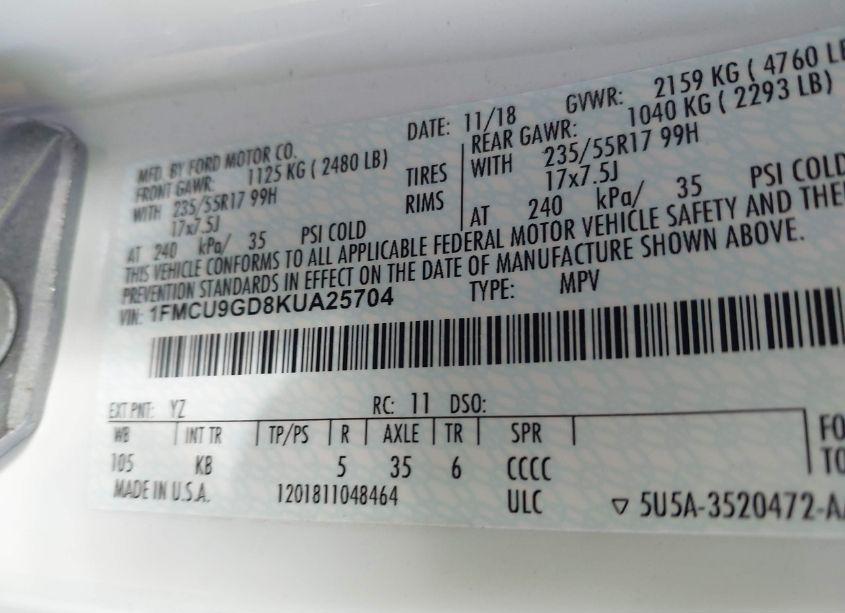 MFD. BY FORD MOTOR CO. DATE: 11/18 GVWR: 2159 KG ( 4760 LB
FRONT GAWR: 1125 KG ( 2480 LB) REAR GAWR: 1040 KG ( 2293 LB)
WITH 235/55R17 99H TIRES WITH 235/55R17 99H
17x7.5J RIMS 17x7.5J
AT 240 kPa/ 35 PSI COLD AT 240 kPa/ 35 PSI COLD
THIS VEHICLE CONFORMS TO ALL APPLICABLE FEDERAL MOTOR VEHICLE SAFETY AND THE
PREVENTION STANDARDS IN EFFECT ON THE DATE OF MANUFACTURE SHOWN ABOVE.
VIN: 1FMCU9GD8KUA25704 TYPE: MPV
EXT PNT: YZ RC: 11 DSO:
WB INT TR TP/PS R AXLE TR SPR FO
105 KB 5 35 6 CCCC TO
MADE IN U.S.A. 1201811048464 ULC ▽ 5U5A-3520472-A